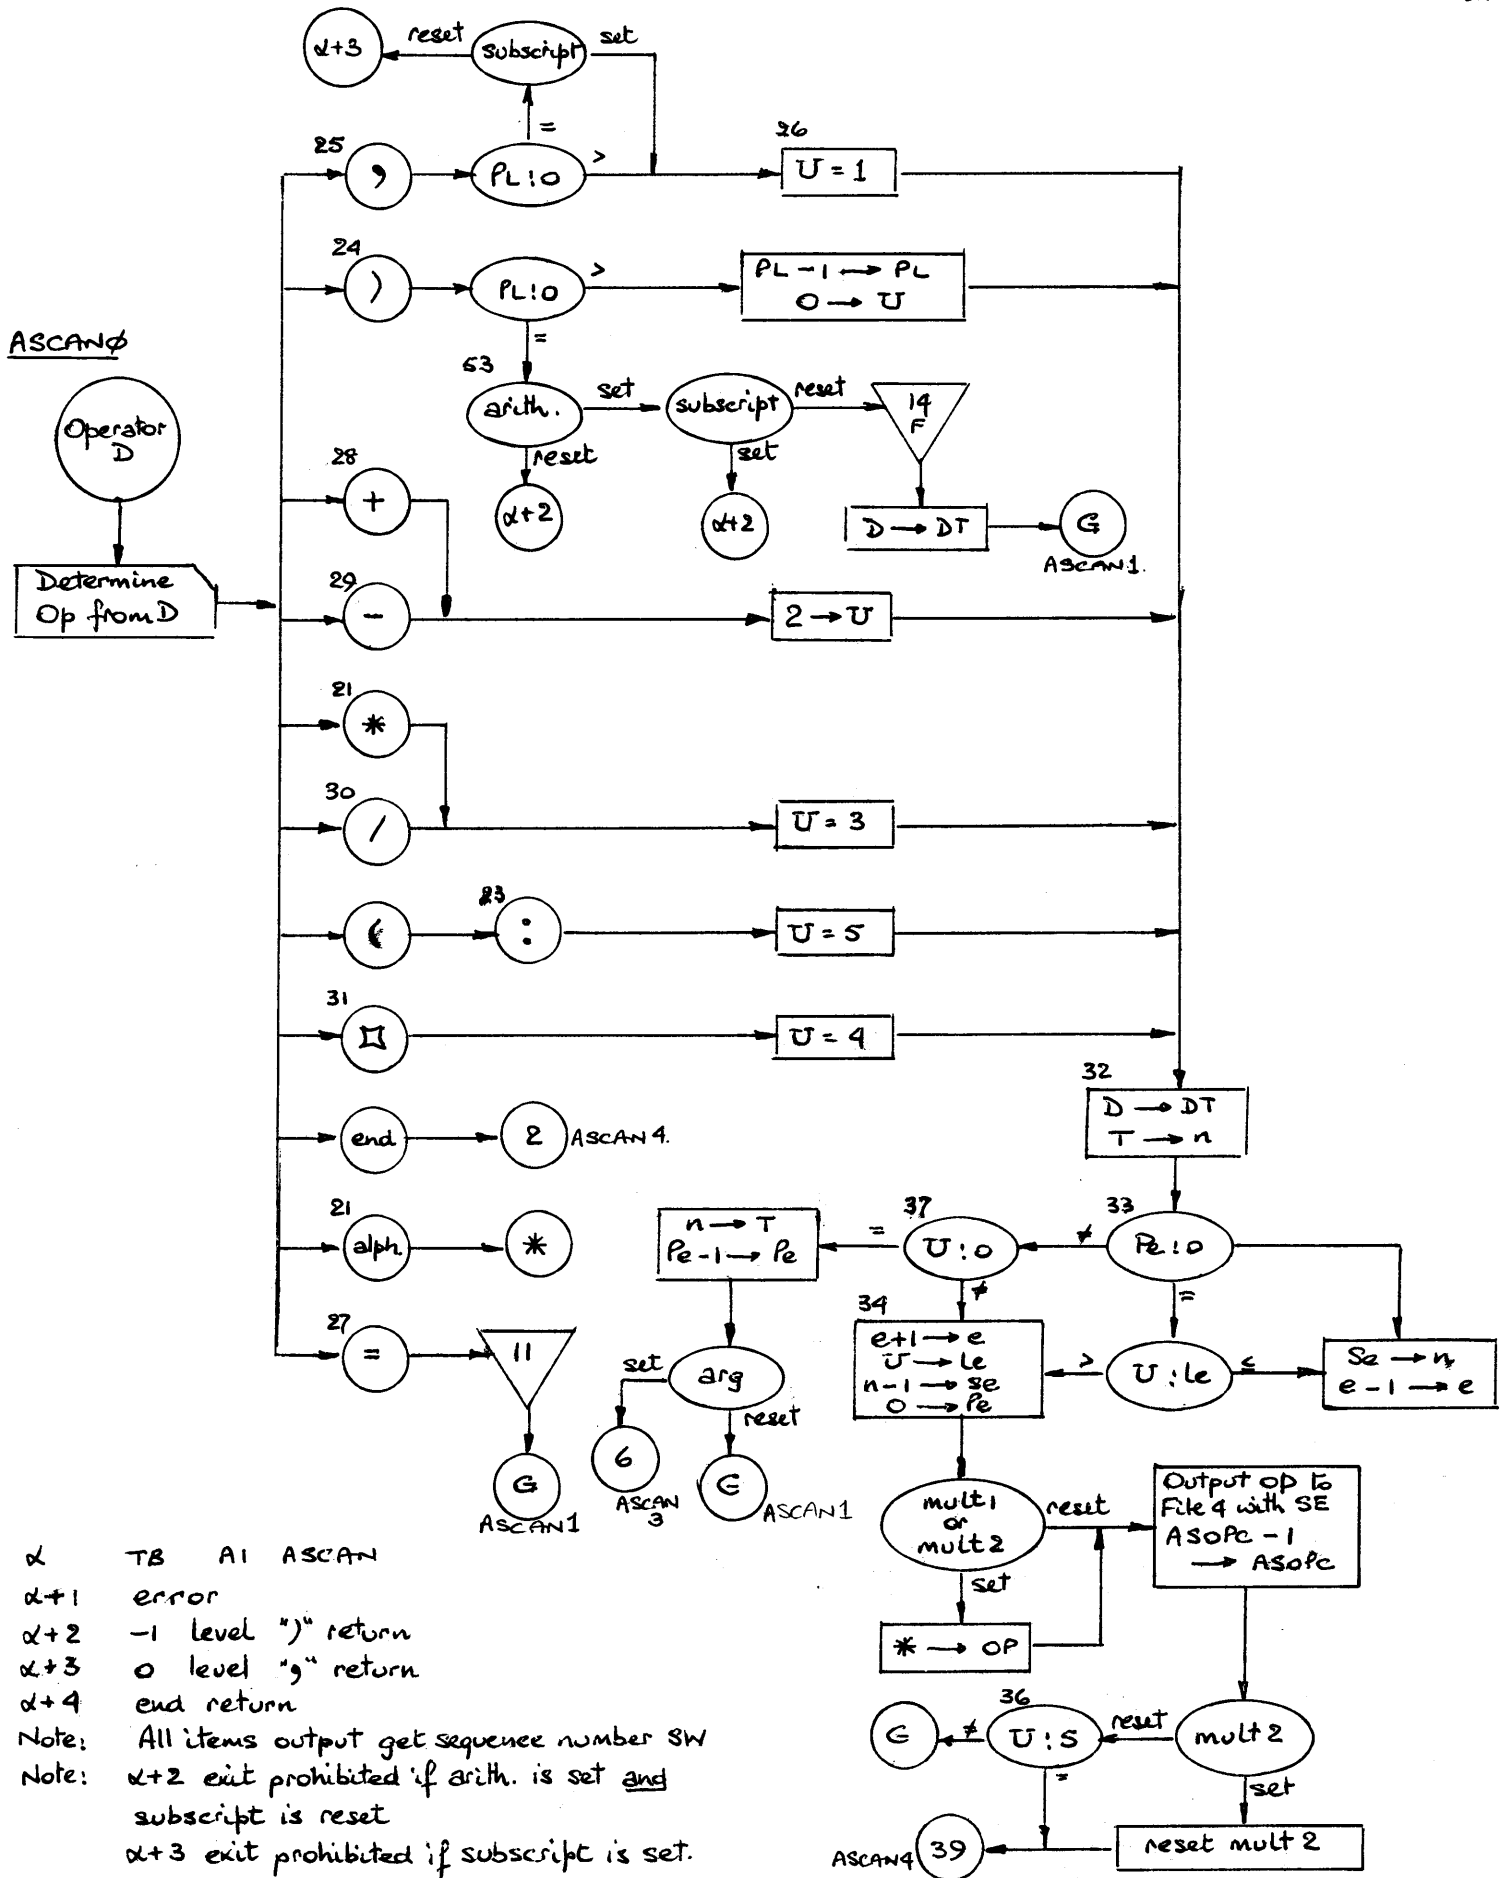 α+3
reset
subscript
set
=
25
,
PL:0
>
26
U = 1
24
)
PL:0
>
PL -1 → PL
0 → U
=
ASCANØ
Operator
D
Determine
Op from D
53
arith.
set
subscript
reset
14
F
reset
set
α+2
α+2
D → DT
G
ASCAN1.
28
+
29
-
2 → U
21
*
30
/
U = 3
(
23
:
U = 5
31
¤
U = 4
32
D → DT
T → n
end
2
ASCAN 4.
21
alph.
*
n → T
Pe-1 → Pe
=
37
U:0
≠
33
Pe:0
≠
=
27
=
11
G
ASCAN1
set
arg
reset
6
ASCAN
3
G
ASCAN1
34
e+1 → e
U → Le
n-1 → Se
0 → Pe
>
U:Le
≤
Se → n
e-1 → e
mult1
or
mult2
reset
set
* → OP
Output OP to
File 4 with SE
ASOPC -1
→ ASOPC
G
≠
36
U:5
=
reset
mult2
set
reset mult 2
39
ASCAN4
α TB A1 ASCAN
α+1 error
α+2 -1 level ")" return
α+3 0 level "," return
α+4 end return
Note: All items output get sequence number SW
Note: α+2 exit prohibited if arith. is set and
subscript is reset
α+3 exit prohibited if subscript is set.